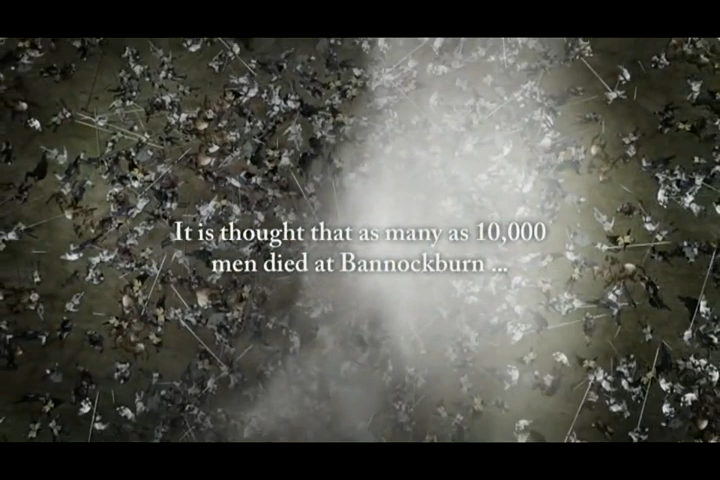 It is thought that as many as 10,000
men died at Bannockburn ...